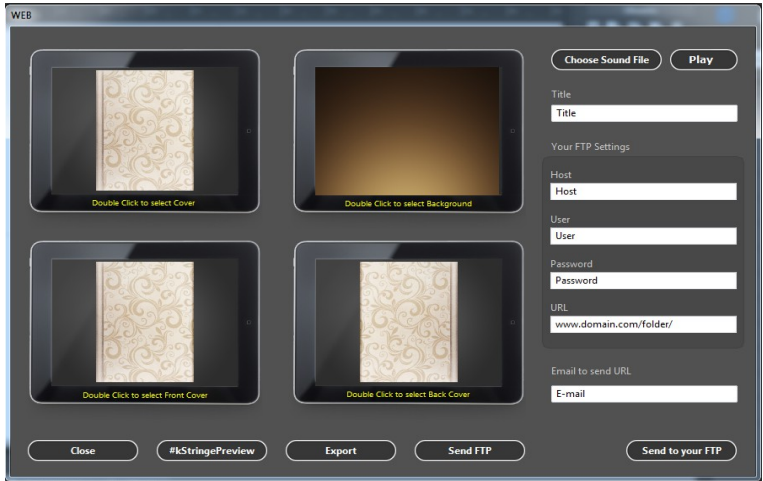 WEB
Double Click to select Cover
Double Click to select Background
Double Click to select Front Cover
Double Click to select Back Cover
Choose Sound File
Play
Title
Title
Your FTP Settings
Host
Host
User
User
Password
Password
URL
www.domain.com/folder/
Email to send URL
E-mail
Close
#kStringePreview
Export
Send FTP
Send to your FTP